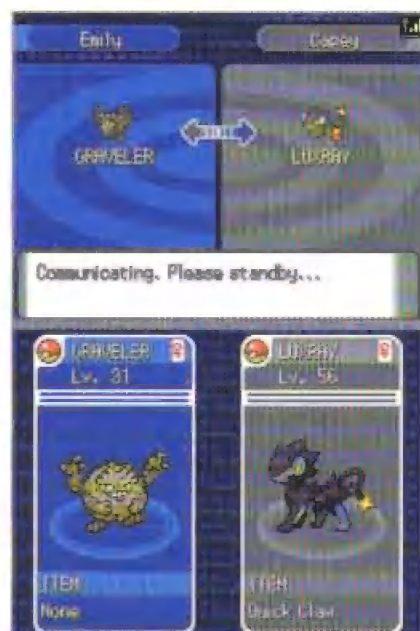 Emily Casey
GRAVELER LUXRAY
Communicating. Please standby...
GRAVELER LUXRAY
Lv. 31 Lv. 56
ITEM ITEM
None Quick Claw